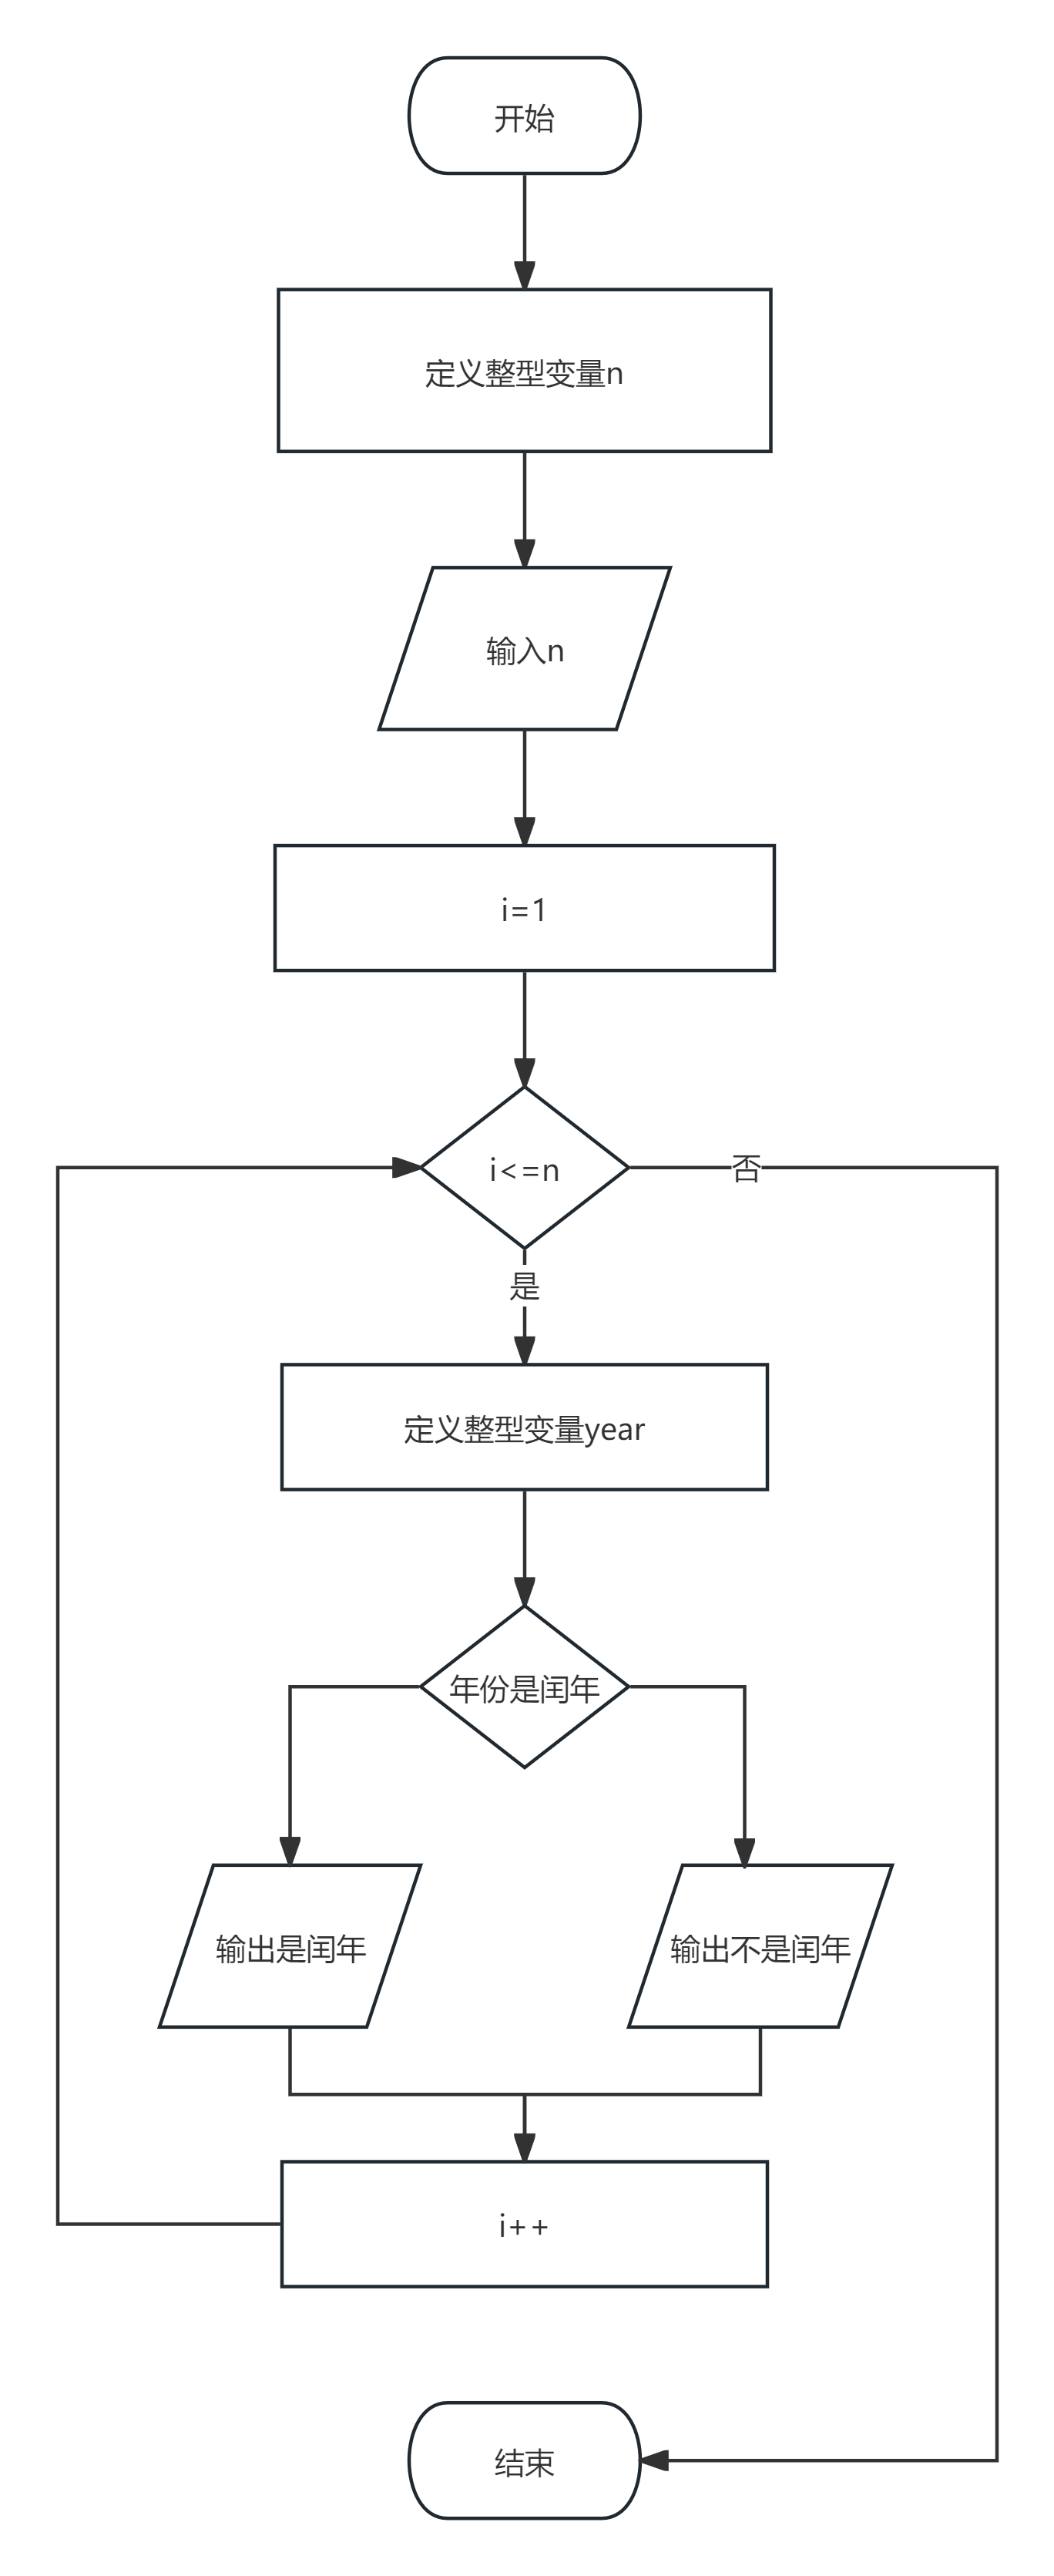 开始
定义整型变量n
输入n
i=1
i<=n
否
是
定义整型变量year
年份是闰年
输出是闰年
输出不是闰年
i++
结束